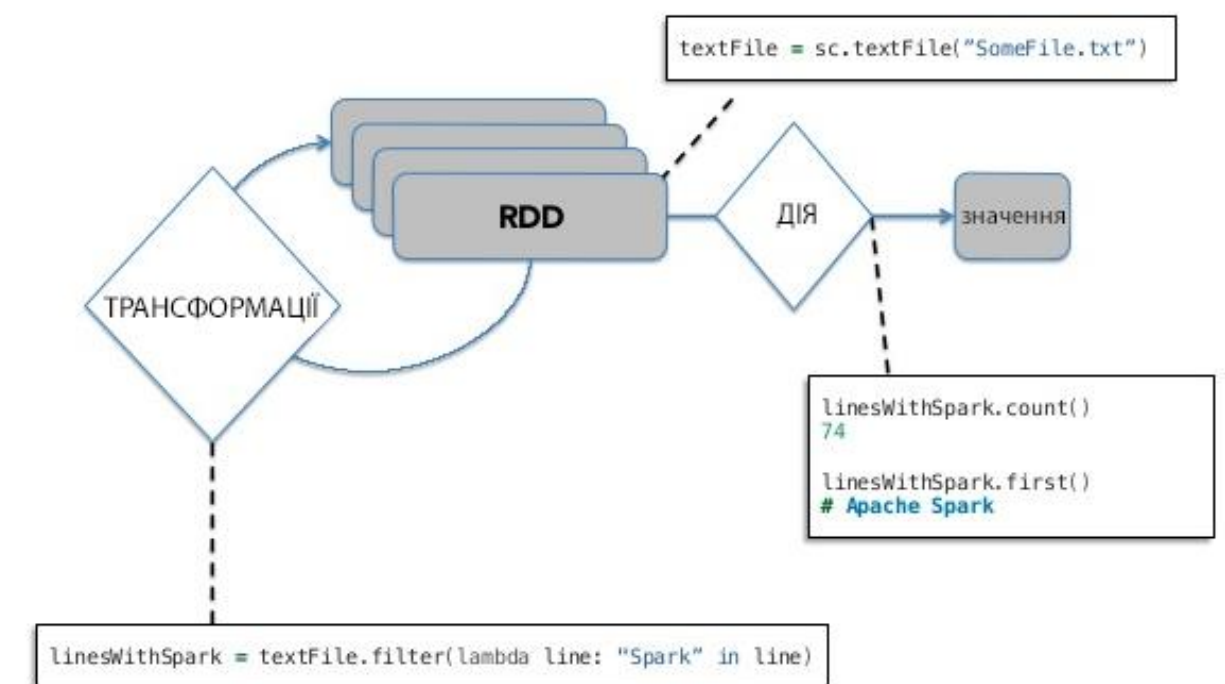 textFile = sc.textFile(”SomeFile.txt”)
RDD
ДІЯ
значення
ТРАНСФОРМАЦІЇ
linesWithSpark.count()
74
linesWithSpark.first()
# Apache Spark
linesWithSpark = textFile.filter(lambda line: "Spark” in line)